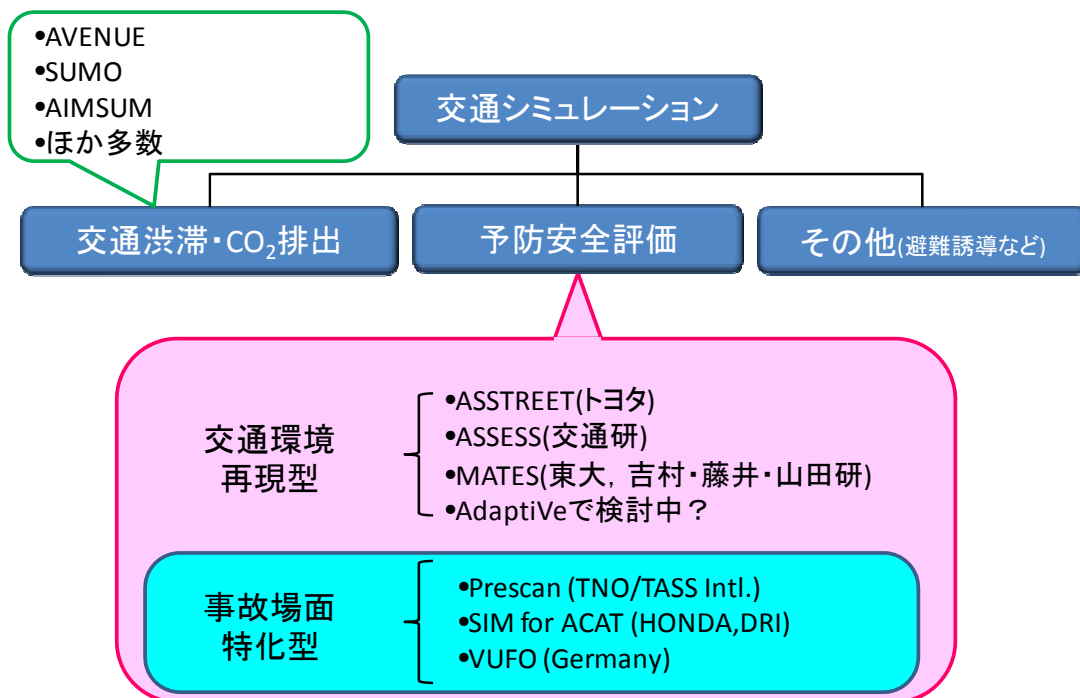 •AVENUE
•SUMO
•AIMSUM
•ほか多数
交通シミュレーション
交通渋滞・CO₂排出
予防安全評価
その他(避難誘導など)
交通環境
再現型
•ASSTREET(トヨタ)
•ASSESS(交通研)
•MATES(東大，吉村・藤井・山田研)
•AdaptiVeで検討中？
事故場面
特化型
•Prescan (TNO/TASS Intl.)
•SIM for ACAT (HONDA,DRI)
•VUFO (Germany)